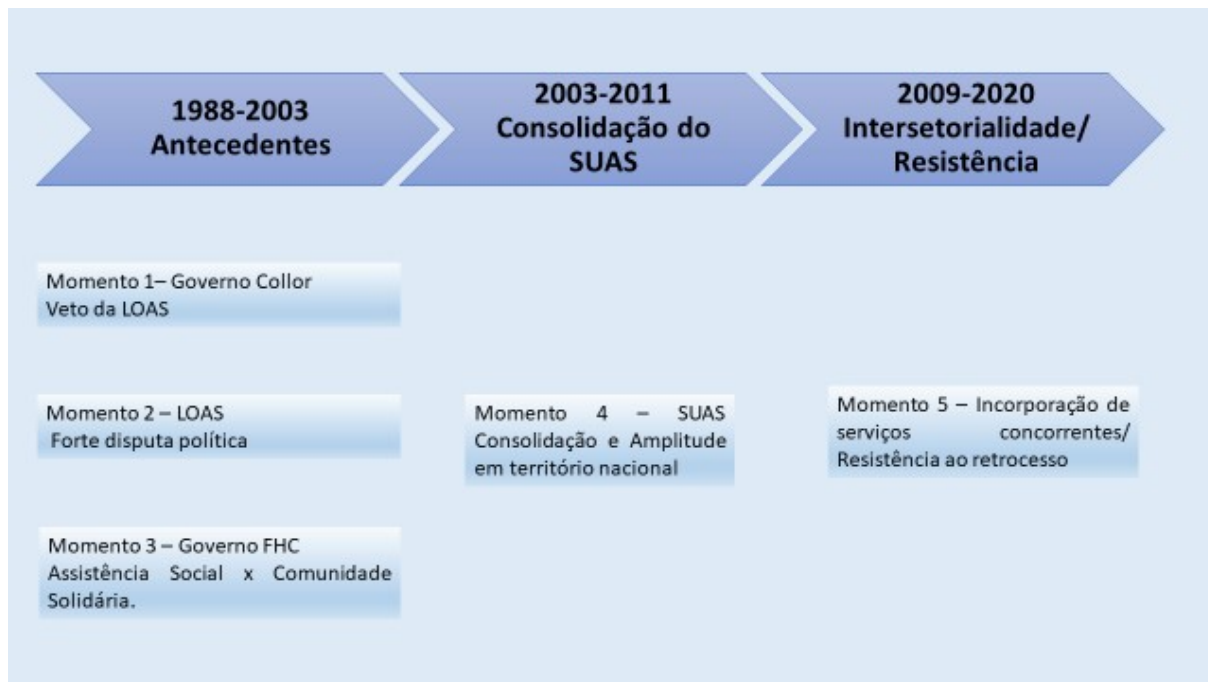 1988-2003
Antecedentes
2003-2011
Consolidação do
SUAS
2009-2020
Intersetorialidade/
Resistência
Momento 1– Governo Collor
Veto da LOAS
Momento 2 – LOAS
Forte disputa política
Momento 3 – Governo FHC
Assistência Social x Comunidade
Solidária.
Momento 4 – SUAS
Consolidação e Amplitude
em território nacional
Momento 5 – Incorporação de
serviços concorrentes/
Resistência ao retrocesso